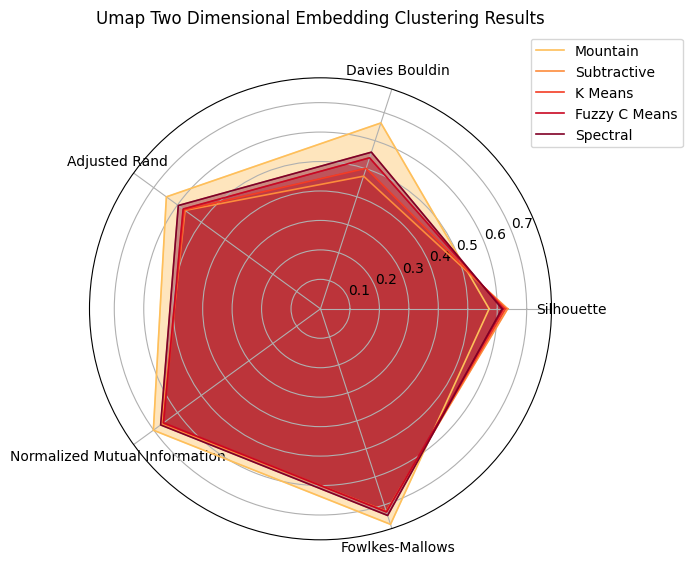 Umap Two Dimensional Embedding Clustering Results
Mountain
Subtractive
K Means
Fuzzy C Means
Spectral
Davies Bouldin
Adjusted Rand
0.7
0.6
0.5
0.4
0.3
0.2
0.1
Silhouette
Normalized Mutual Information
Fowlkes-Mallows